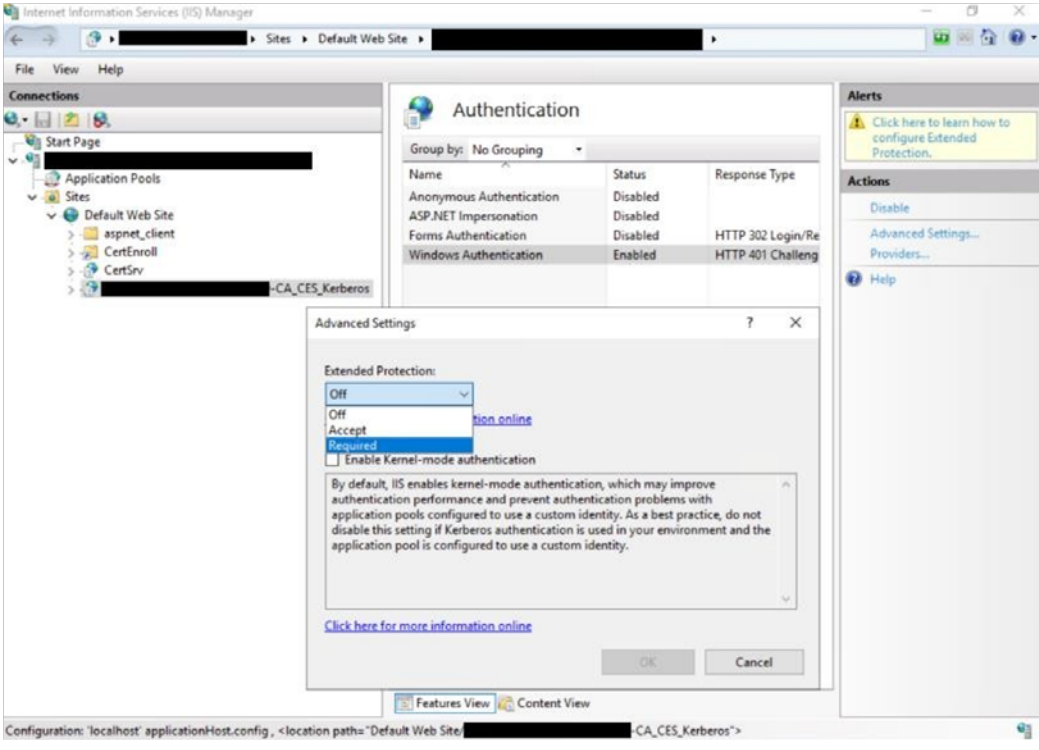 Internet Information Services (IIS) Manager
Sites
Default Web Site
File View Help
Connections
Start Page
Application Pools
Sites
Default Web Site
aspnet_client
CertEnroll
CertSrv
-CA_CES_Kerberos
Authentication
Group by: No Grouping
Name Status Response Type
Anonymous Authentication Disabled
ASP.NET Impersonation Disabled
Forms Authentication Disabled HTTP 302 Login/Re
Windows Authentication Enabled HTTP 401 Challeng
Alerts
Click here to learn how to
configure Extended
Protection.
Actions
Disable
Advanced Settings...
Providers...
Help
Advanced Settings ? X
Extended Protection:
Off
Off
tion online
Accept
Required
Enable Kernel-mode authentication
By default, IIS enables kernel-mode authentication, which may improve
authentication performance and prevent authentication problems with
application pools configured to use a custom identity. As a best practice, do not
disable this setting if Kerberos authentication is used in your environment and the
application pool is configured to use a custom identity.
Click here for more information online
OK Cancel
Features View Content View
Configuration: 'localhost' applicationHost.config , <location path="Default Web Site/ -CA_CES_Kerberos">